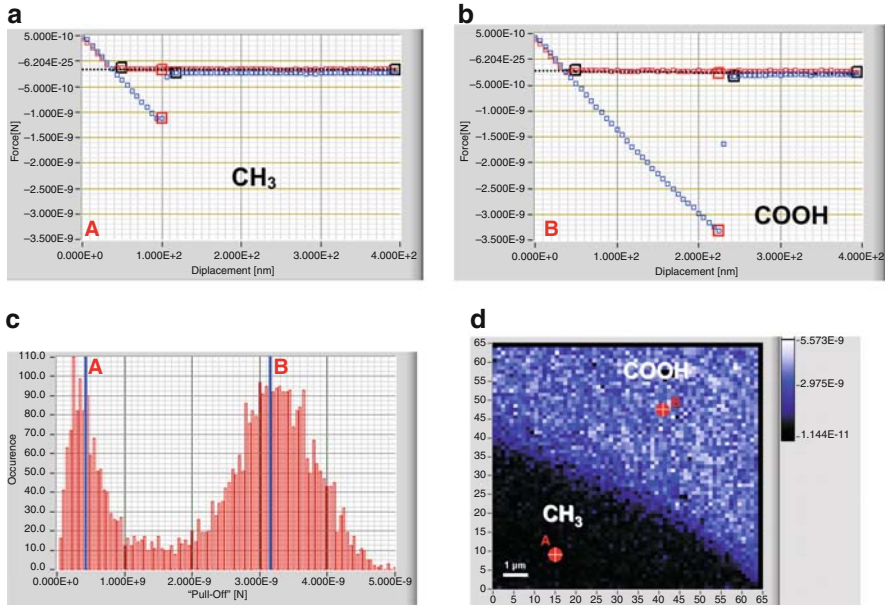 a
5.000E-10
-6.204E-25
-5.000E-10
-1.000E-9
-1.500E-9
-2.000E-9
-2.500E-9
-3.000E-9
-3.500E-9
Force[N]
CH3
A
0.000E+0 1.000E+2 2.000E+2 3.000E+2 4.000E+2
Diplacement [nm]
b
5.000E-10
-6.204E-25
-5.000E-10
-1.000E-9
-1.500E-9
-2.000E-9
-2.500E-9
-3.000E-9
-3.500E-9
Force[N]
COOH
B
0.000E+0 1.000E+2 2.000E+2 3.000E+2 4.000E+2
Diplacement [nm]
c
110.0
100.0
90.0
80.0
70.0
60.0
50.0
40.0
30.0
20.0
10.0
0.0
Occurence
A
B
0.000E+0 1.000E-9 2.000E-9 3.000E-9 4.000E-9 5.000E-9
"Pull-Off" [N]
d
65
60
55
50
45
40
35
30
25
20
15
10
5
0
COOH
B
CH3
A
1 µm
0 5 10 15 20 25 30 35 40 45 50 55 60 65
-5.573E-9
-2.975E-9
-1.144E-11